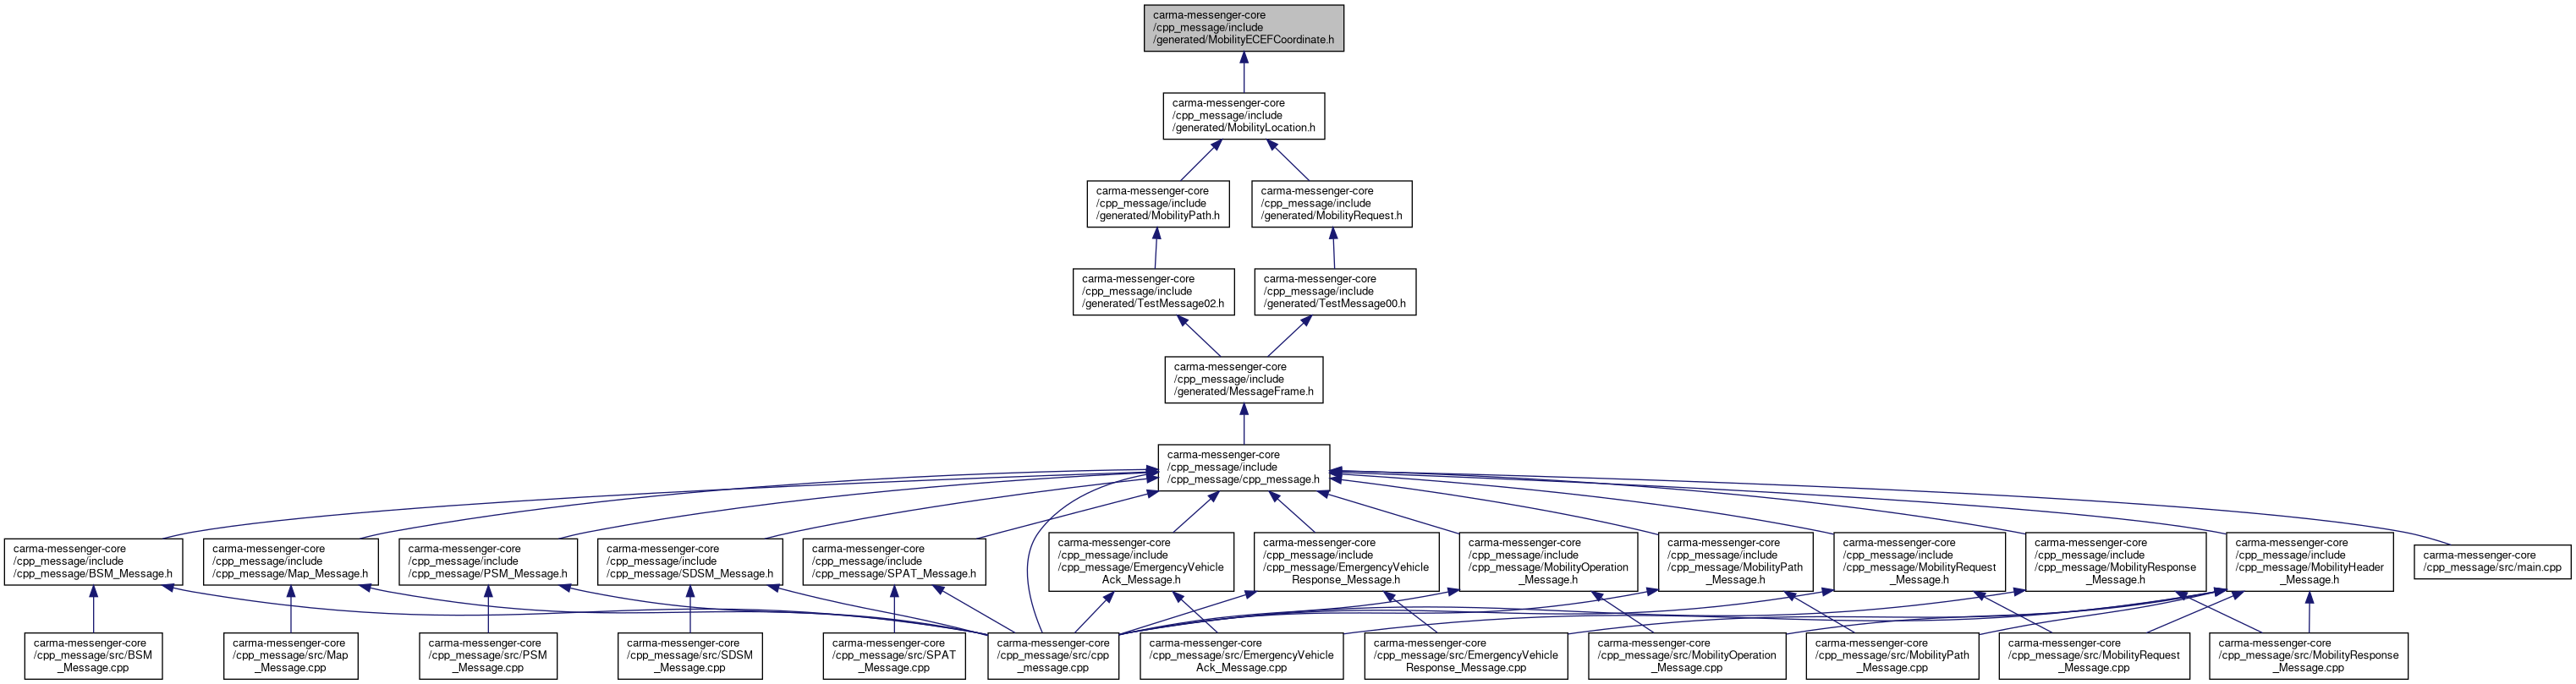 carma-messenger-core
/cpp_message/include
/generated/MobilityECEFCoordinate.h
carma-messenger-core
/cpp_message/include
/generated/MobilityLocation.h
carma-messenger-core
/cpp_message/include
/generated/MobilityPath.h
carma-messenger-core
/cpp_message/include
/generated/MobilityRequest.h
carma-messenger-core
/cpp_message/include
/generated/TestMessage02.h
carma-messenger-core
/cpp_message/include
/generated/TestMessage00.h
carma-messenger-core
/cpp_message/include
/generated/MessageFrame.h
carma-messenger-core
/cpp_message/include
/cpp_message/cpp_message.h
carma-messenger-core
/cpp_message/include
/cpp_message/BSM_Message.h
carma-messenger-core
/cpp_message/include
/cpp_message/Map_Message.h
carma-messenger-core
/cpp_message/include
/cpp_message/PSM_Message.h
carma-messenger-core
/cpp_message/include
/cpp_message/SDSM_Message.h
carma-messenger-core
/cpp_message/include
/cpp_message/SPAT_Message.h
carma-messenger-core
/cpp_message/include
/cpp_message/EmergencyVehicle
Ack_Message.h
carma-messenger-core
/cpp_message/include
/cpp_message/EmergencyVehicle
Response_Message.h
carma-messenger-core
/cpp_message/include
/cpp_message/MobilityOperation
_Message.h
carma-messenger-core
/cpp_message/include
/cpp_message/MobilityPath
_Message.h
carma-messenger-core
/cpp_message/include
/cpp_message/MobilityRequest
_Message.h
carma-messenger-core
/cpp_message/include
/cpp_message/MobilityResponse
_Message.h
carma-messenger-core
/cpp_message/include
/cpp_message/MobilityHeader
_Message.h
carma-messenger-core
/cpp_message/src/main.cpp
carma-messenger-core
/cpp_message/src/BSM
_Message.cpp
carma-messenger-core
/cpp_message/src/Map
_Message.cpp
carma-messenger-core
/cpp_message/src/PSM
_Message.cpp
carma-messenger-core
/cpp_message/src/SDSM
_Message.cpp
carma-messenger-core
/cpp_message/src/SPAT
_Message.cpp
carma-messenger-core
/cpp_message/src/cpp
_message.cpp
carma-messenger-core
/cpp_message/src/EmergencyVehicle
Ack_Message.cpp
carma-messenger-core
/cpp_message/src/EmergencyVehicle
Response_Message.cpp
carma-messenger-core
/cpp_message/src/MobilityOperation
_Message.cpp
carma-messenger-core
/cpp_message/src/MobilityPath
_Message.cpp
carma-messenger-core
/cpp_message/src/MobilityRequest
_Message.cpp
carma-messenger-core
/cpp_message/src/MobilityResponse
_Message.cpp